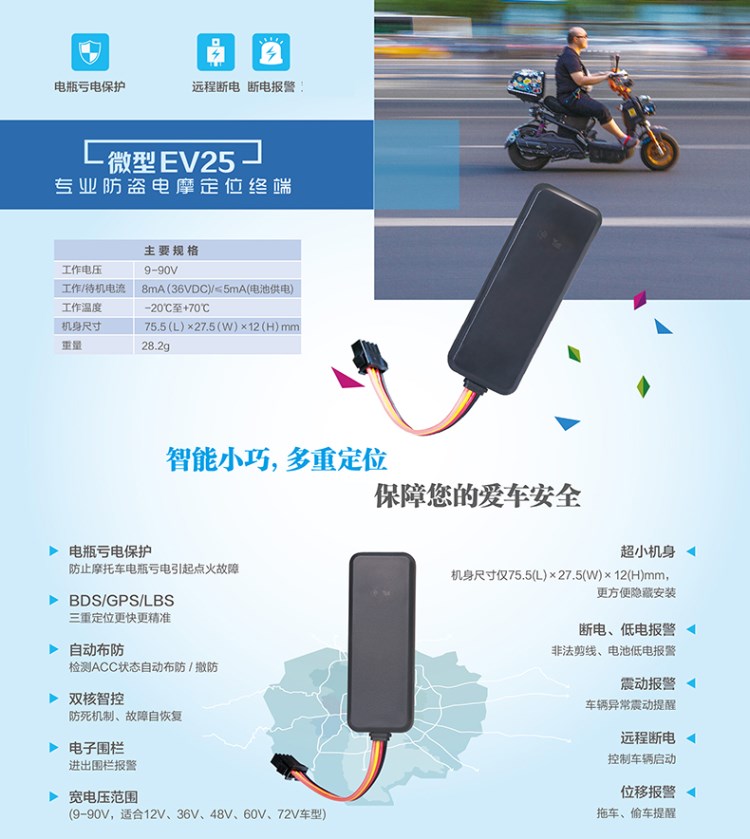 电瓶亏电保护
远程断电
断电报警
微型EV25
专业防盗电摩定位终端
主要规格
工作电压 9-90V
工作/待机电流 8mA(36VDC)/≤5mA(电池供电)
工作温度 -20℃至+70℃
机身尺寸 75.5(L)×27.5(W)×12(H)mm
重量 28.2g
智能小巧,多重定位
保障您的爱车安全
电瓶亏电保护
防止摩托车电瓶亏电引起点火故障
BDS/GPS/LBS
三重定位更快更精准
自动布防
检测ACC状态自动布防 / 撤防
双核智控
防死机制、故障自恢复
电子围栏
进出围栏报警
宽电压范围
(9-90V,适合12V、36V、48V、60V、72V车型)
超小机身
机身尺寸仅75.5(L)×27.5(W)×12(H)mm,
更方便隐藏安装
断电、低电报警
非法剪线、电池低电报警
震动报警
车辆异常震动提醒
远程断电
控制车辆启动
位移报警
拖车、偷车提醒